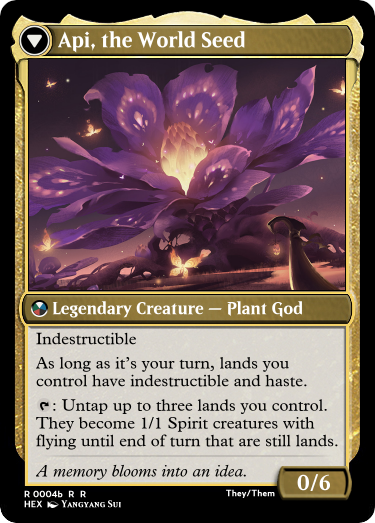 Api, the World Seed
Legendary Creature — Plant God
Indestructible
As long as it's your turn, lands you
control have indestructible and haste.
: Untap up to three lands you control.
They become 1/1 Spirit creatures with
flying until end of turn that are still lands.
A memory blooms into an idea.
0/6
R 0004b R R
They/Them
HEX Yangyang Sui